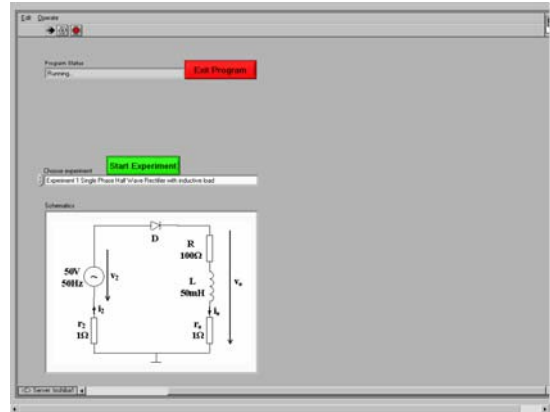 Edit Operate
Program Status
Running...
Exit Program
Start Experiment
Choose experiment
Experiment 1 Single Phase Half Wave Rectifier with inductive load
Schematics
D
R
100Ω
50V
50Hz
~
v₂
L
50mH
vₒ
i₂
iₒ
r₂
1Ω
rₒ
1Ω